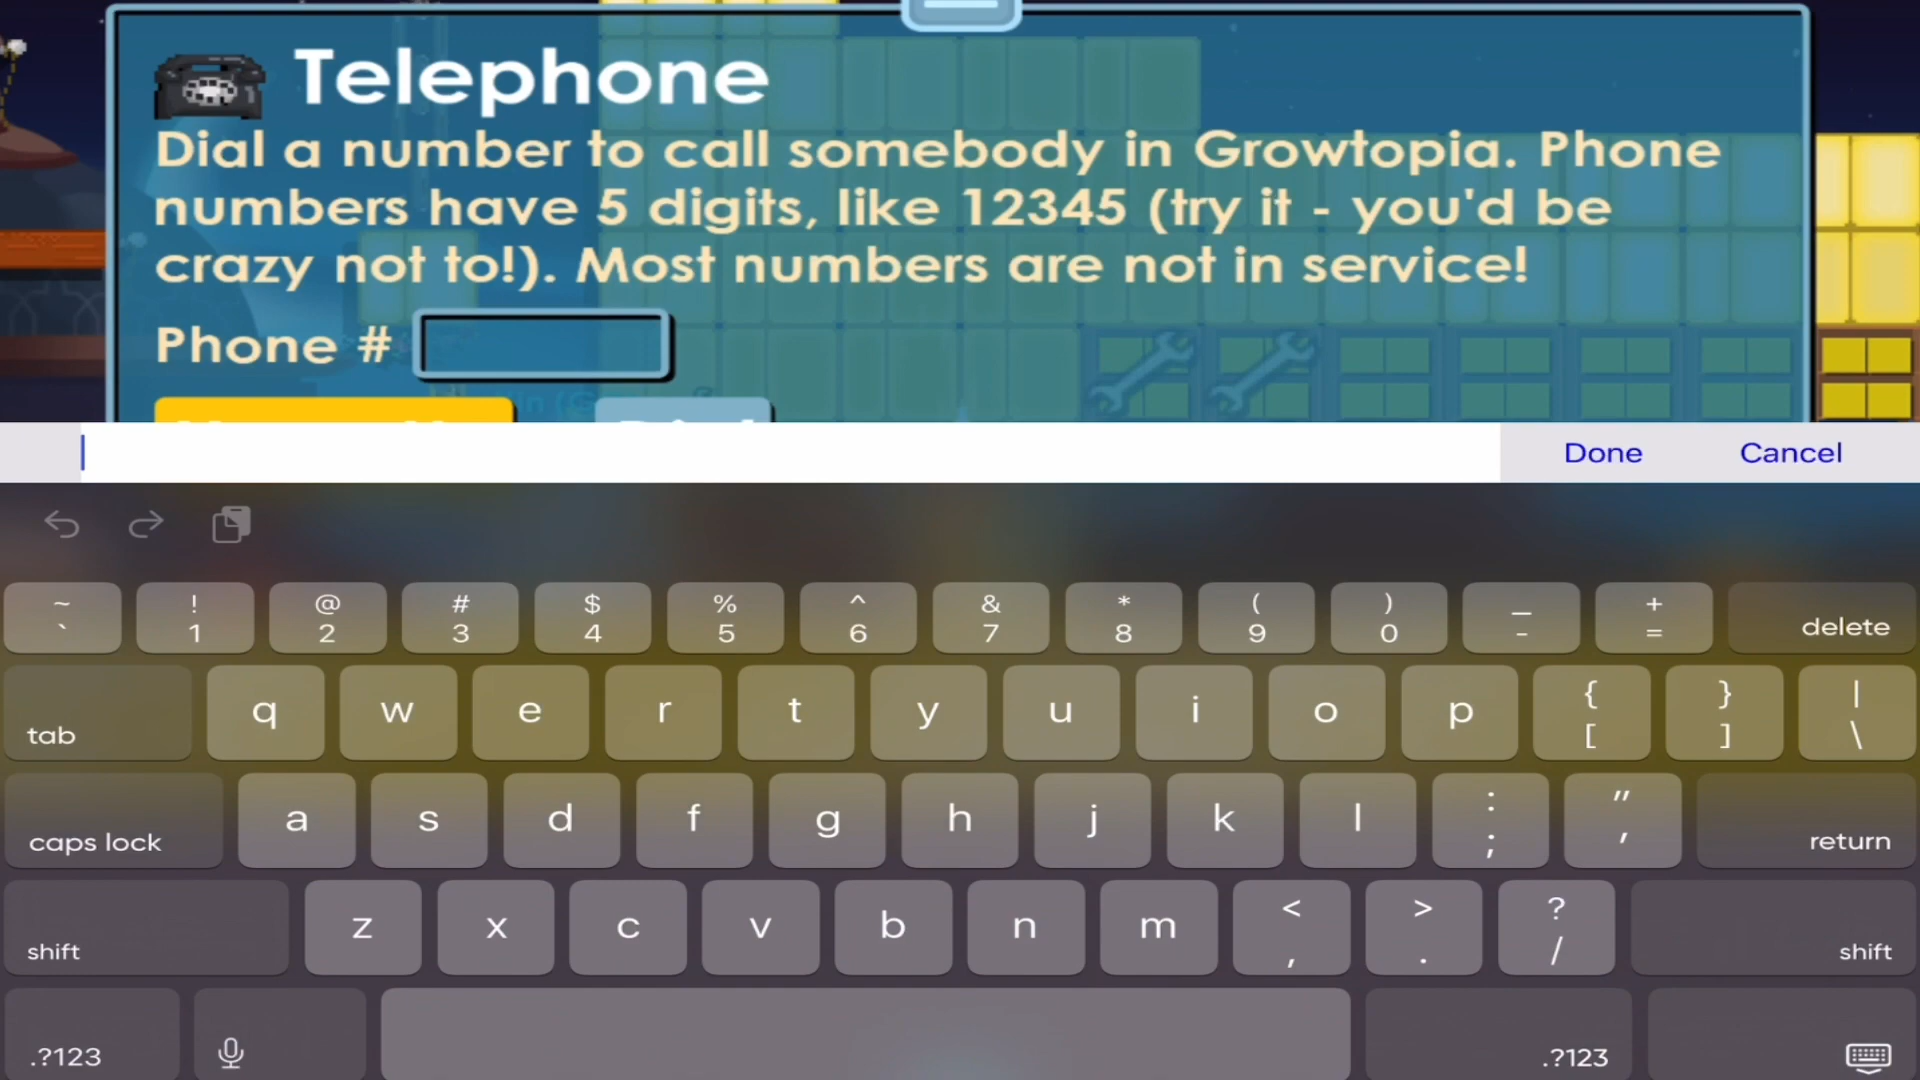 Telephone
Dial a number to call somebody in Growtopia. Phone
numbers have 5 digits, like 12345 (try it - you'd be
crazy not to!). Most numbers are not in service!
Phone #
Done Cancel
~ ! @ # $ % ^ & * ( ) _ +
` 1 2 3 4 5 6 7 8 9 0 - = delete
tab q w e r t y u i o p { [ } ] | \
caps lock a s d f g h j k l : ; " ' return
shift z x c v b n m < , > . ? / shift
.?123 .?123